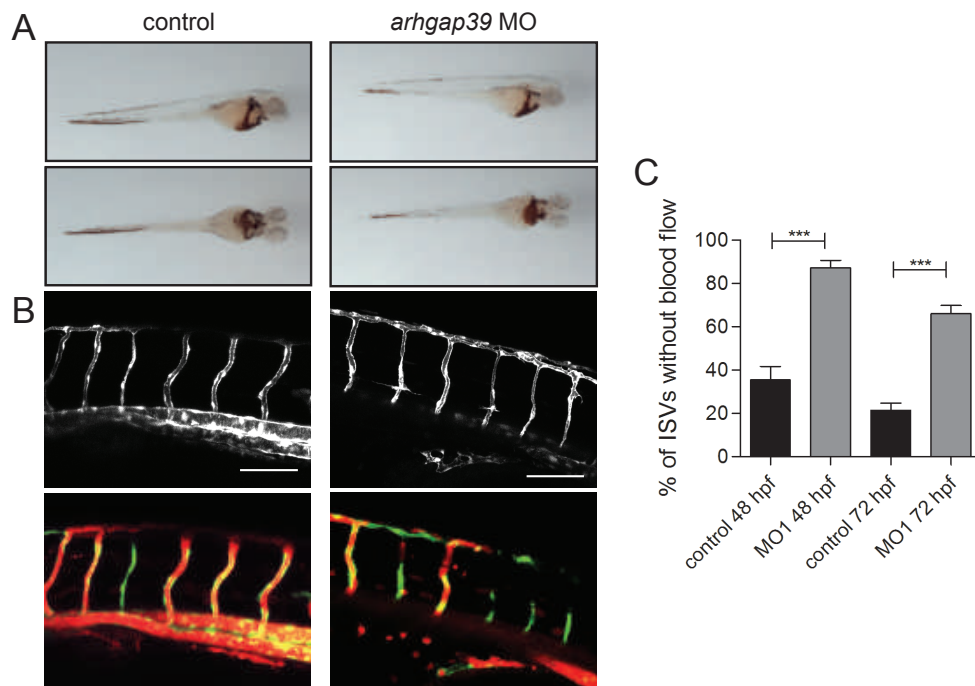 A
control
arhgap39 MO
B
C
% of ISVs without blood flow
100
80
60
40
20
0
***
***
control 48 hpf
MO1 48 hpf
control 72 hpf
MO1 72 hpf